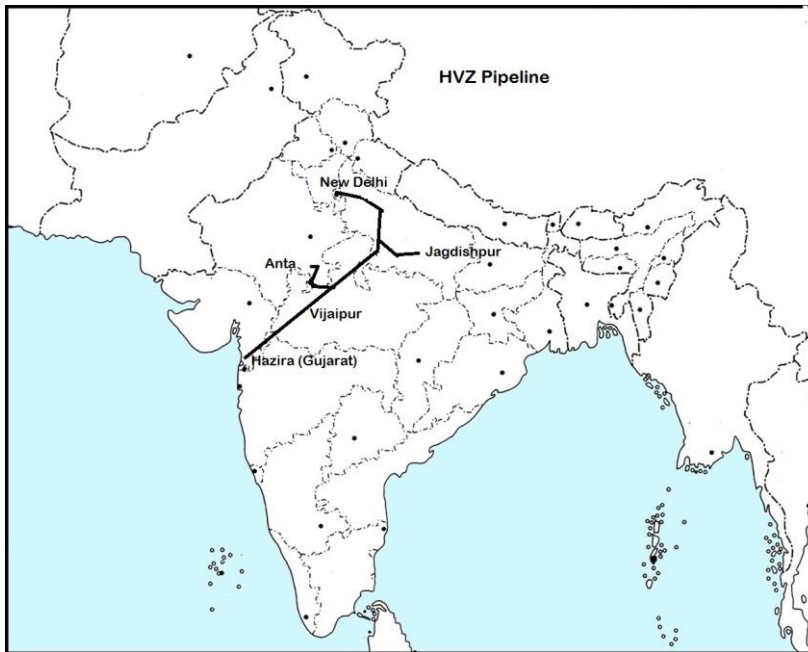 HVZ Pipeline
New Delhi
Jagdishpur
Anta
Vijaipur
Hazira (Gujarat)